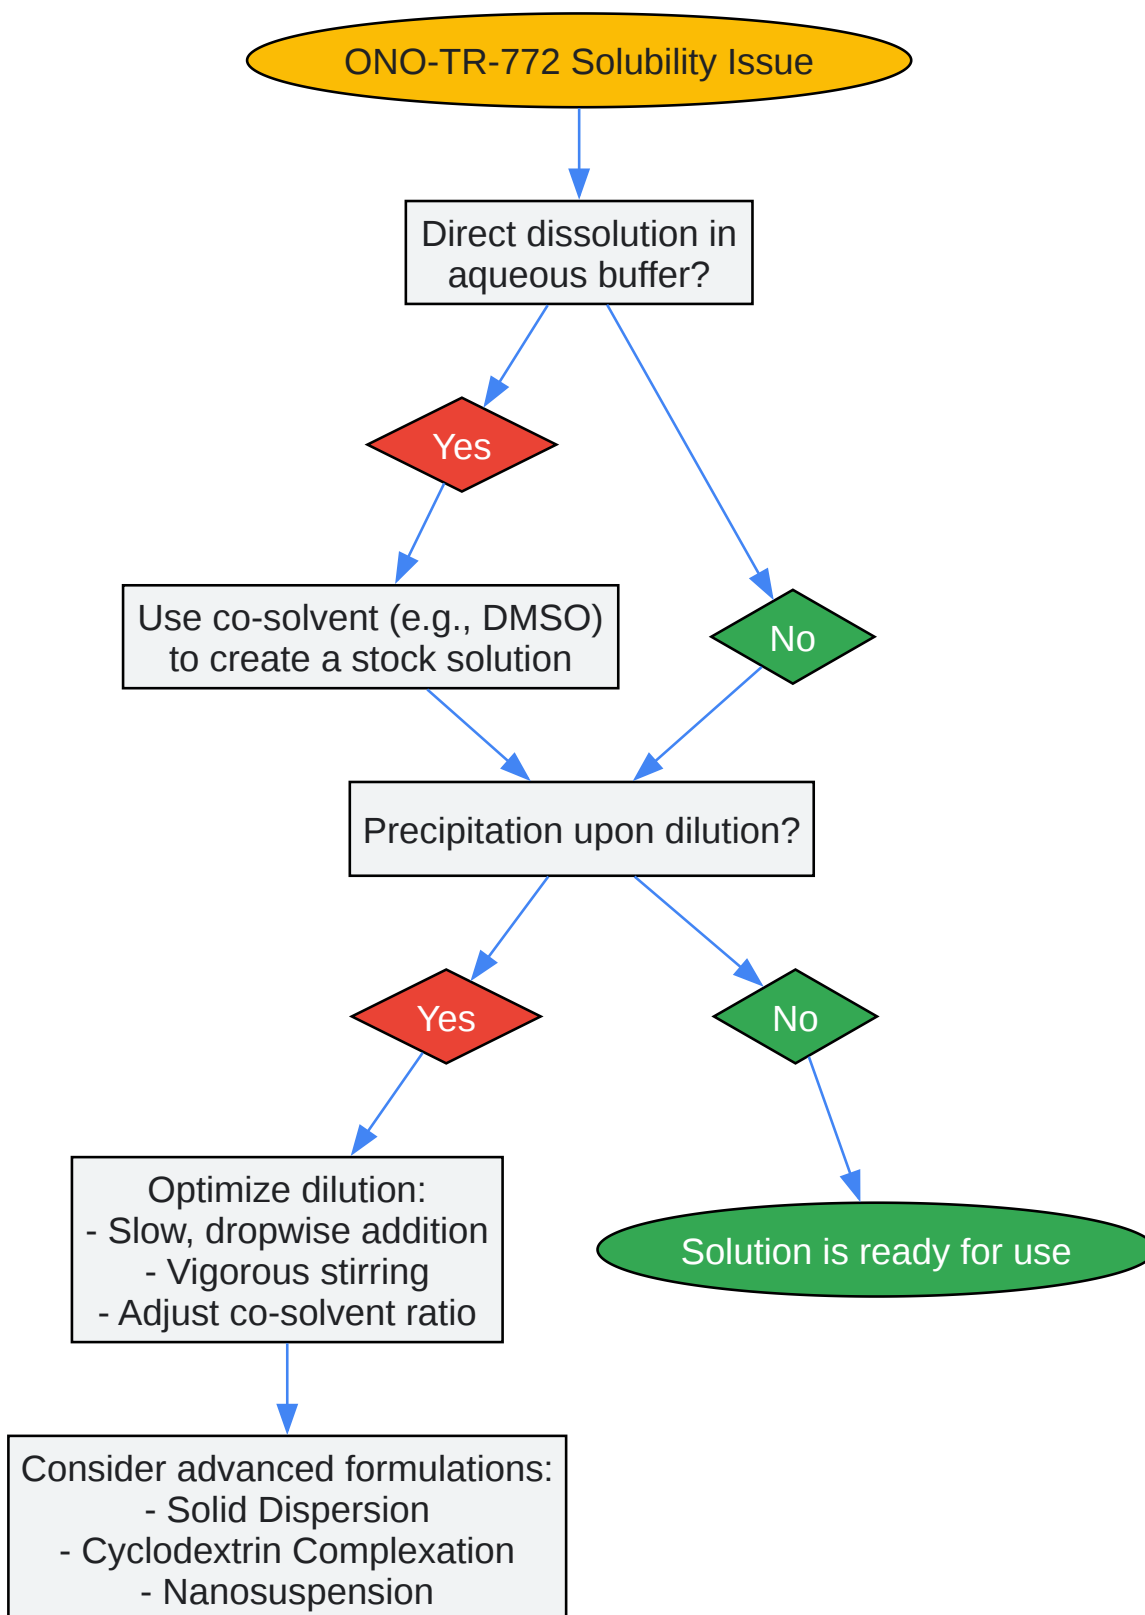 ONO-TR-772 Solubility Issue
Direct dissolution in
aqueous buffer?
Yes
Use co-solvent (e.g., DMSO)
to create a stock solution
No
Precipitation upon dilution?
Yes
No
Optimize dilution:
- Slow, dropwise addition
- Vigorous stirring
- Adjust co-solvent ratio
Solution is ready for use
Consider advanced formulations:
- Solid Dispersion
- Cyclodextrin Complexation
- Nanosuspension